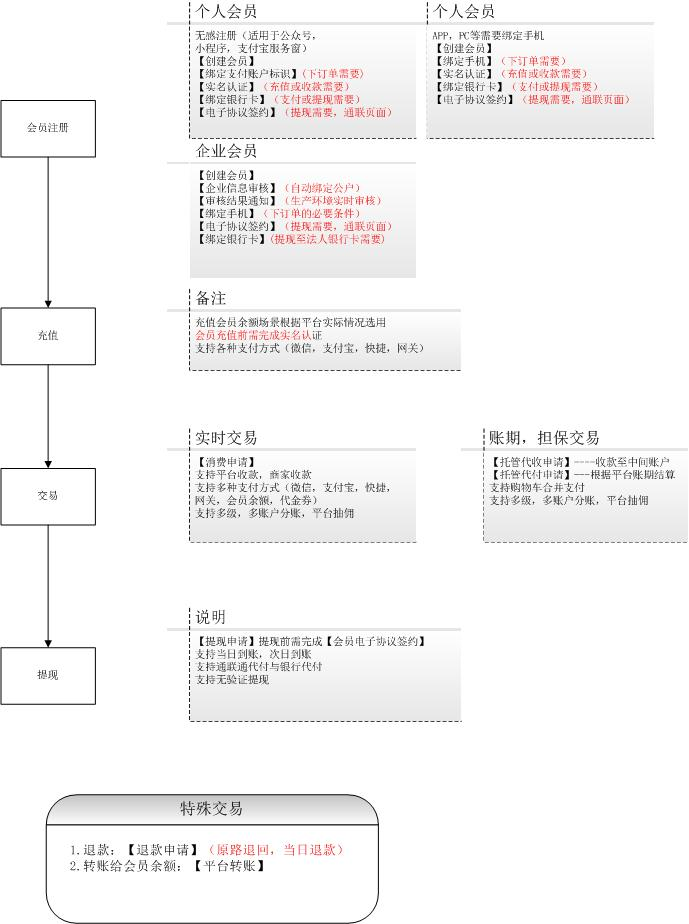 个人会员
无感注册（适用于公众号，
小程序，支付宝服务窗）
【创建会员】
【绑定支付账户标识】（下订单需要）
【实名认证】（充值或收款需要）
【绑定银行卡】（支付或提现需要）
【电子协议签约】（提现需要，通联页面）
个人会员
APP，PC等需要绑定手机
【创建会员】
【绑定手机】（下订单需要）
【实名认证】（充值或收款需要）
【绑定银行卡】（支付或提现需要）
【电子协议签约】（提现需要，通联页面）
会员注册
企业会员
【创建会员】
【企业信息审核】（自动绑定公户）
【审核结果通知】（生产环境实时审核）
【绑定手机】（下订单的必要条件）
【电子协议签约】（提现需要，通联页面）
【绑定银行卡】（提现至法人银行卡需要）
充值
备注
充值会员余额场景根据平台实际情况选用
会员充值前需完成实名认证
支持各种支付方式（微信，支付宝，快捷，网关）
交易
实时交易
【消费申请】
支持平台收款，商家收款
支持多种支付方式（微信，支付宝，快捷，
网关，会员余额，代金券）
支持多级，多账户分账，平台抽佣
账期，担保交易
【托管代收申请】----收款至中间账户
【托管代付申请】---根据平台账期结算
支持购物车合并支付
支持多级，多账户分账，平台抽佣
提现
说明
【提现申请】提现前需完成【会员电子协议签约】
支持当日到账，次日到账
支持通联通代付与银行代付
支持无验证提现
特殊交易
1.退款：【退款申请】（原路退回，当日退款）
2.转账给会员余额：【平台转账】